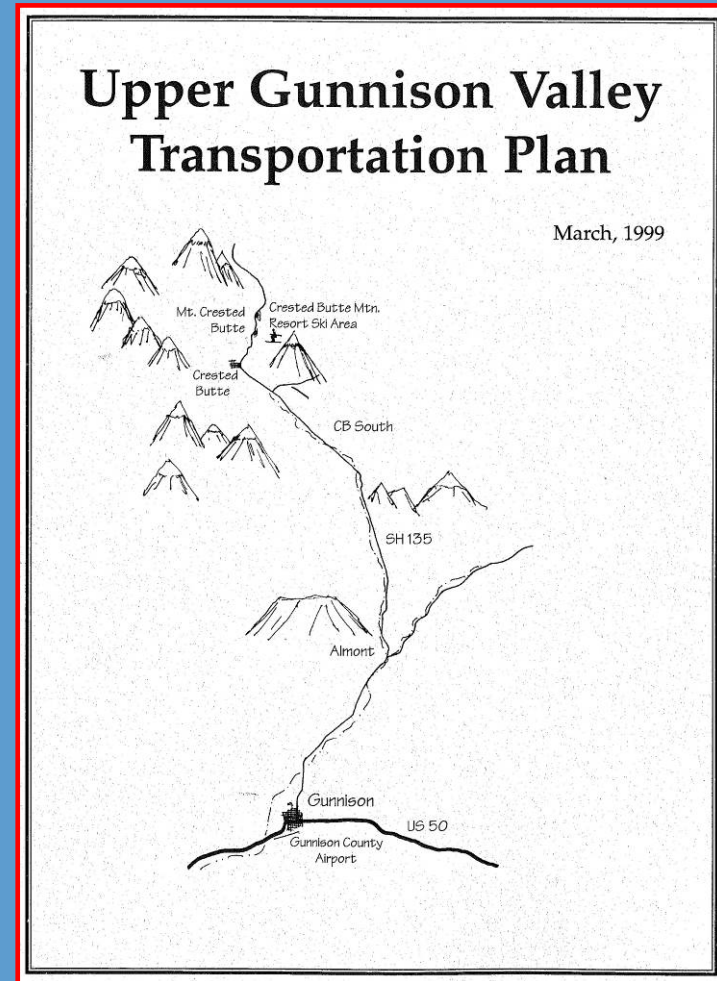 Upper Gunnison Valley
Transportation Plan
March, 1999
Mt. Crested
Butte
Crested Butte Mtn.
Resort Ski Area
Crested
Butte
CB South
SH 135
Almont
Gunnison
US 50
Gunnison County
Airport